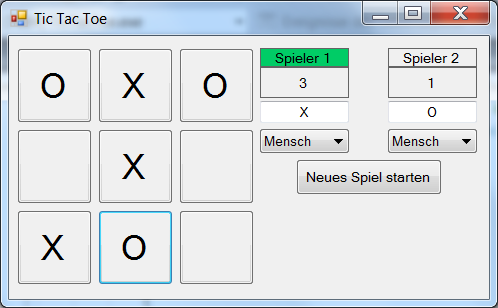 Tic Tac Toe
O X O
X
X O
Spieler 1 Spieler 2
3 1
X O
Mensch Mensch
Neues Spiel starten